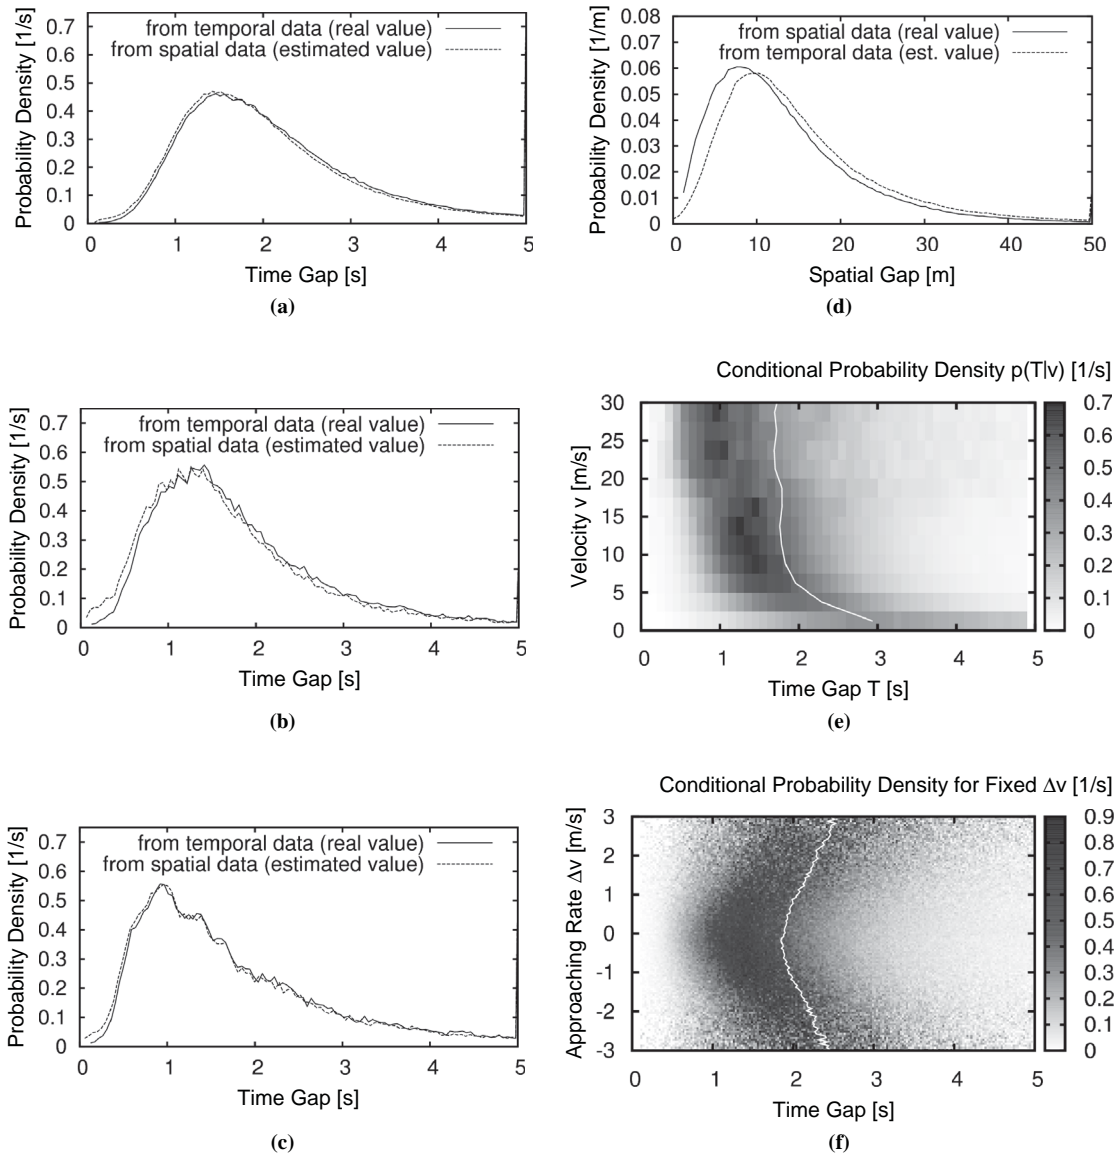 Probability Density [1/s]
0.7
0.6
0.5
0.4
0.3
0.2
0.1
0
from temporal data (real value)
from spatial data (estimated value)
0 1 2 3 4 5
Time Gap [s]
(a)
Probability Density [1/m]
0.08
0.07
0.06
0.05
0.04
0.03
0.02
0.01
0.00
from spatial data (real value)
from temporal data (est. value)
0 10 20 30 40 50
Spatial Gap [m]
(d)
Probability Density [1/s]
0.7
0.6
0.5
0.4
0.3
0.2
0.1
0
from temporal data (real value)
from spatial data (estimated value)
0 1 2 3 4 5
Time Gap [s]
(b)
Conditional Probability Density p(T|v) [1/s]
Velocity v [m/s]
30
25
20
15
10
5
0
0 1 2 3 4 5
0.7
0.6
0.5
0.4
0.3
0.2
0.1
0
Time Gap T [s]
(e)
Probability Density [1/s]
0.7
0.6
0.5
0.4
0.3
0.2
0.1
0
from temporal data (real value)
from spatial data (estimated value)
0 1 2 3 4 5
Time Gap [s]
(c)
Conditional Probability Density for Fixed Δv [1/s]
Approaching Rate Δv [m/s]
3
2
1
0
-1
-2
-3
0 1 2 3 4 5
0.9
0.8
0.7
0.6
0.5
0.4
0.3
0.2
0.1
0
Time Gap [s]
(f)